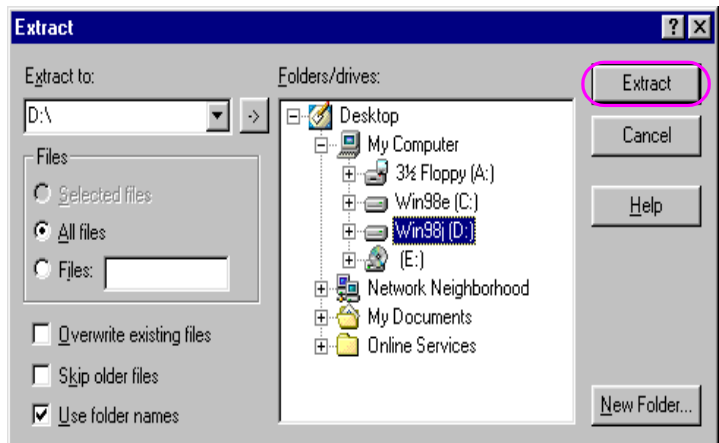 Extract
Extract to:
D:\
->
Files
Selected files
All files
Files:
Overwrite existing files
Skip older files
Use folder names
Folders/drives:
Desktop
My Computer
3½ Floppy (A:)
Win98e (C:)
Win98j (D:)
(E:)
Network Neighborhood
My Documents
Online Services
Extract
Cancel
Help
New Folder...